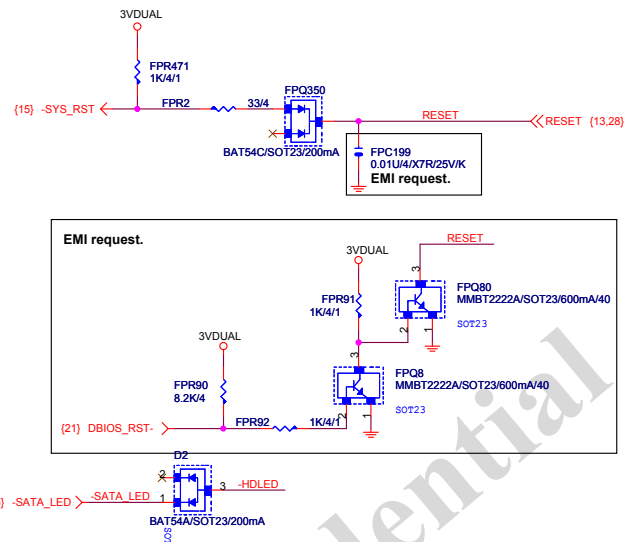 3VDUAL
FPR471
1K/4/1
FPQ350
{15} -SYS_RST
FPR2
33/4
RESET
RESET {13,28}
BAT54C/SOT23/200mA
FPC199
0.01U/4/X7R/25V/K
EMI request.
EMI request.
RESET
3VDUAL
3
FPQ80
MMBT2222A/SOT23/600mA/40
FPR91
1K/4/1
SOT23
2
1
3VDUAL
3
FPQ8
MMBT2222A/SOT23/600mA/40
FPR90
8.2K/4
SOT23
2
1
{21} DBIOS_RST-
FPR92
1K/4/1
D2
2
3
-HDLED
-SATA_LED
-SATA_LED
1
BAT54A/SOT23/200mA